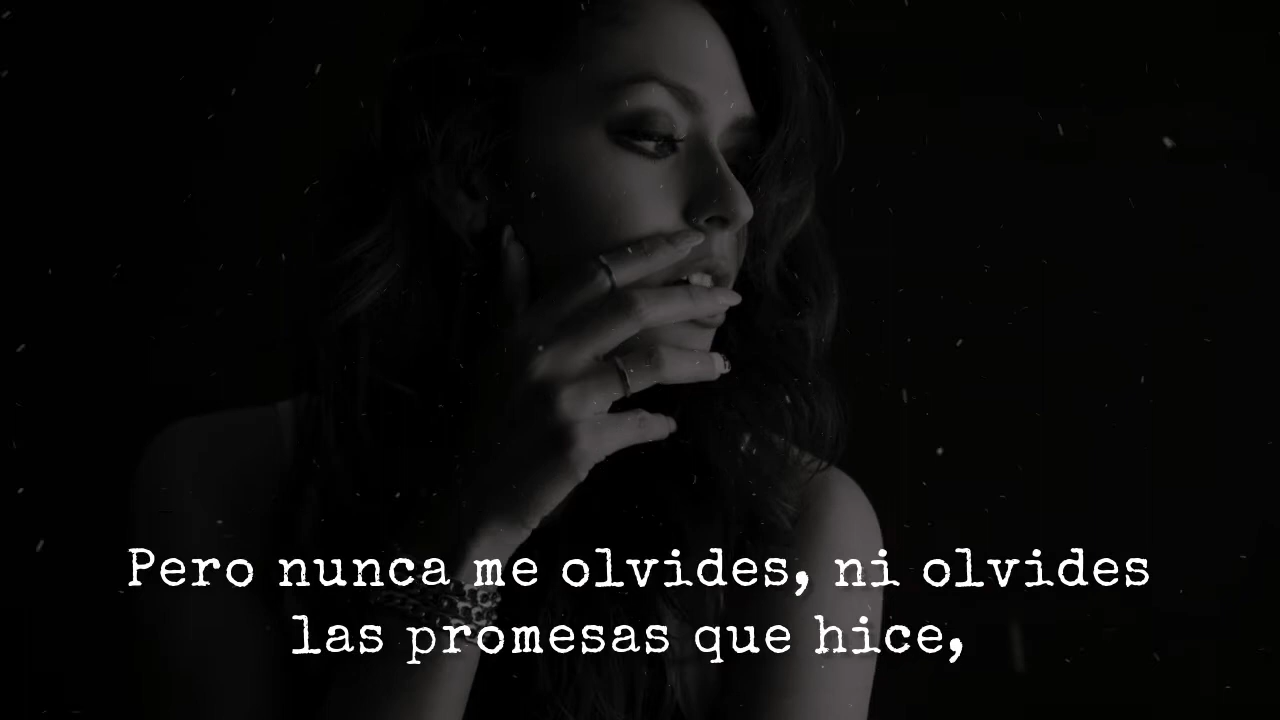 Pero nunca me olvides, ni olvides
las promesas que hice,